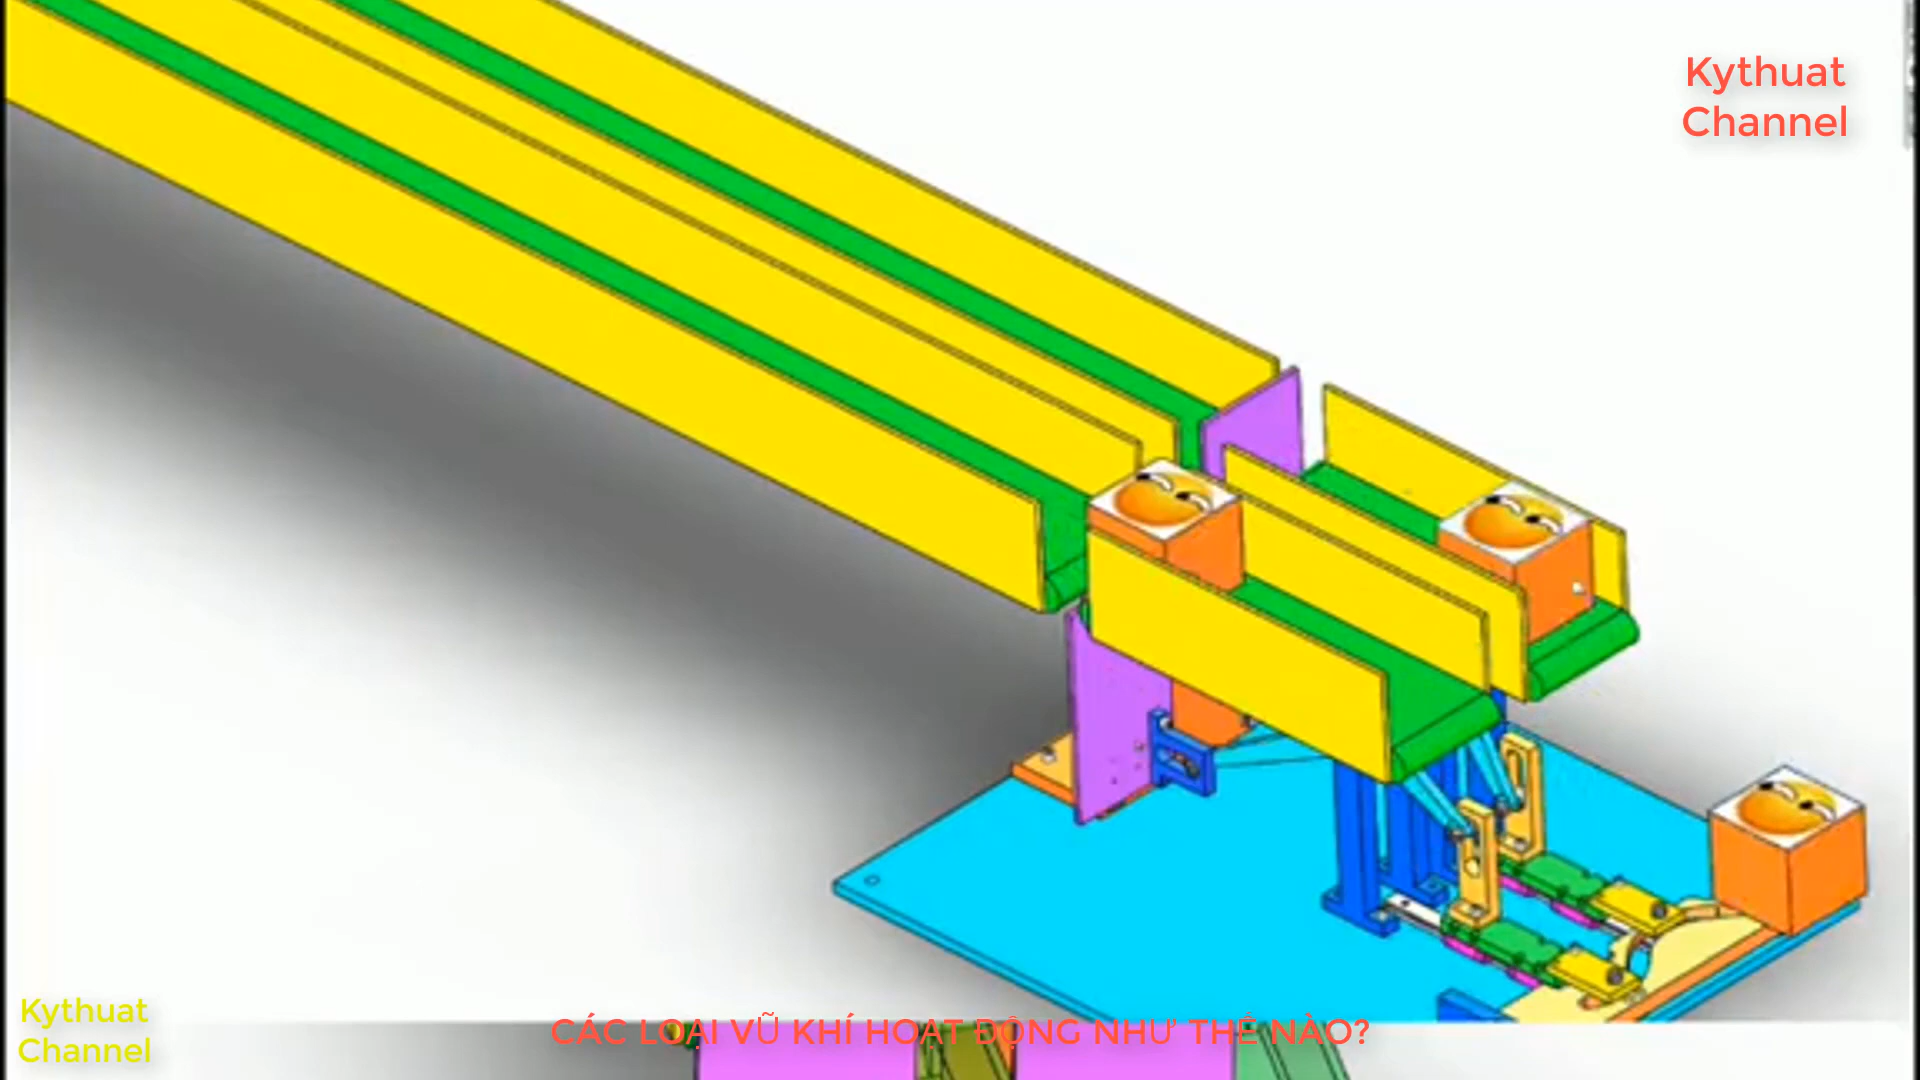 Kythuat
Channel
Kythuat
Channel
CÁC LOẠI VŨ KHÍ HOẠT ĐỘNG NHƯ THẾ NÀO?